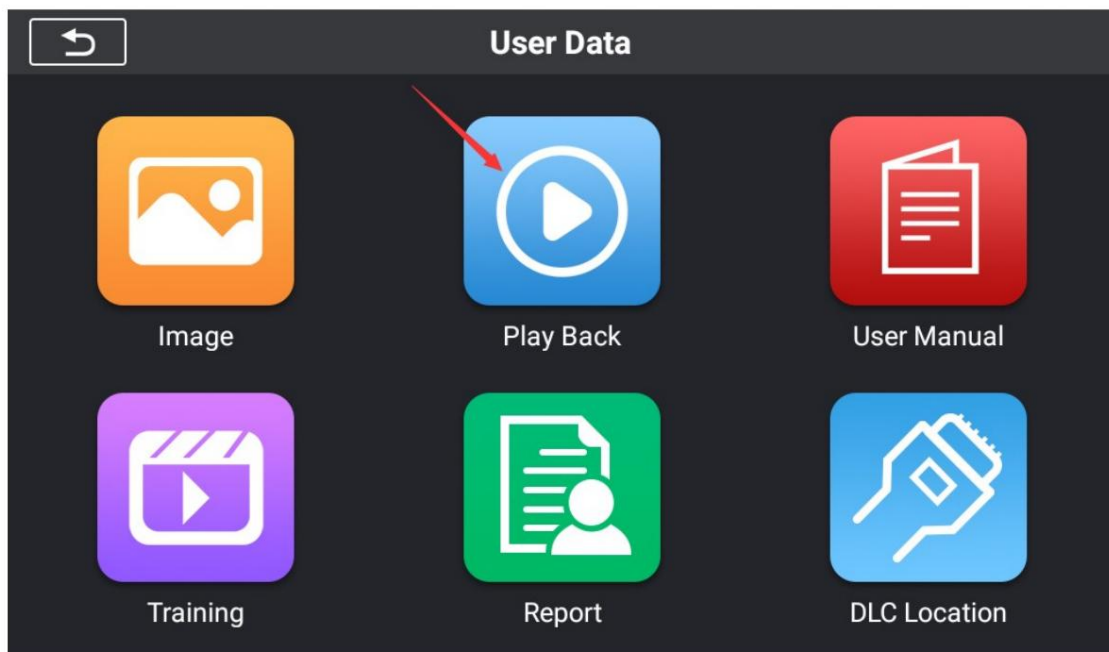 User Data
Image
Play Back
User Manual
Training
Report
DLC Location